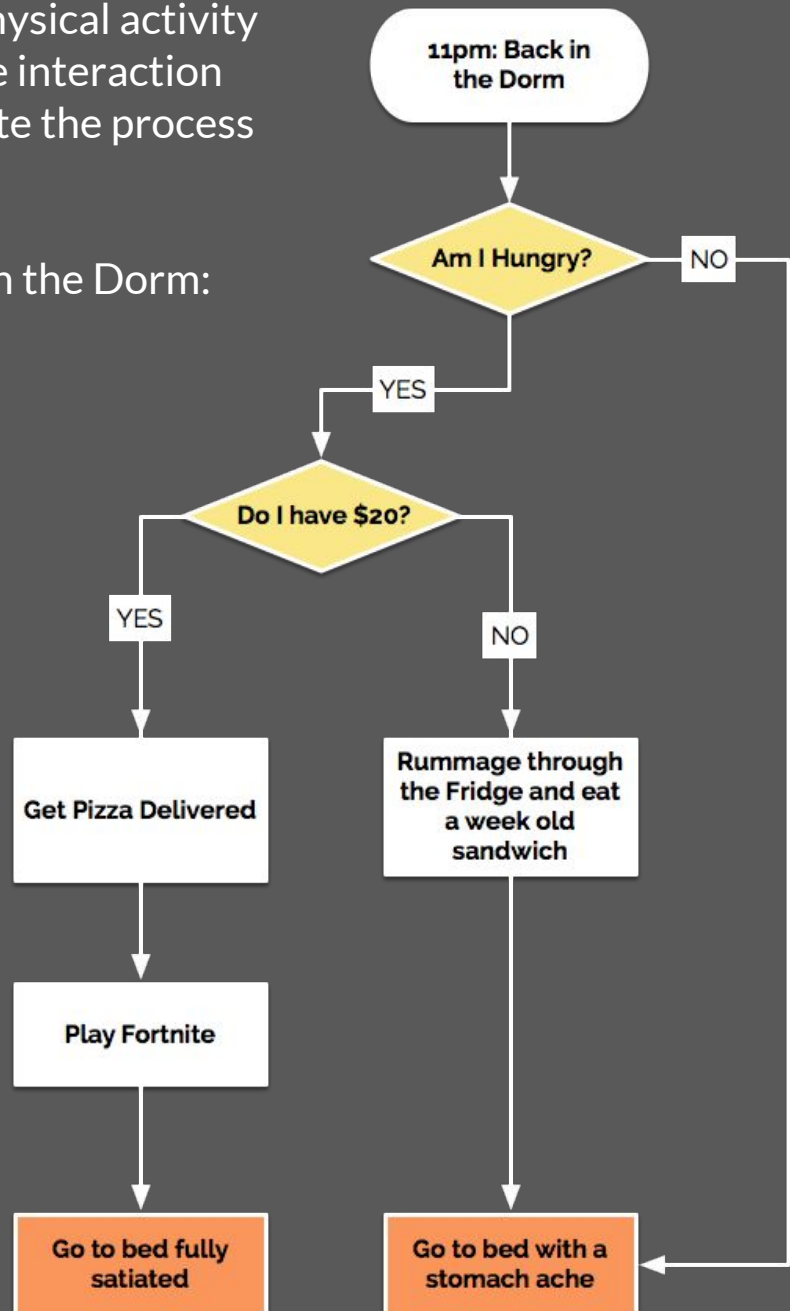 hysical activity
e interaction
te the process
n the Dorm:
11pm: Back in
the Dorm
Am I Hungry?
NO
YES
Do I have $20?
YES
NO
Get Pizza Delivered
Rummage through
the Fridge and eat
a week old
sandwich
Play Fortnite
Go to bed fully
satiated
Go to bed with a
stomach ache